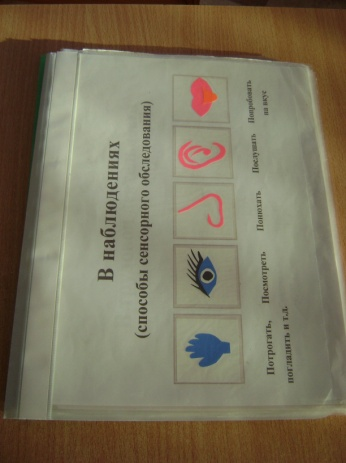 В наблюдениях
(способы сенсорного обследования)
Потрогать, погладить и т.д.
Посмотреть
Понюхать
Послушать
Попробовать на вкус